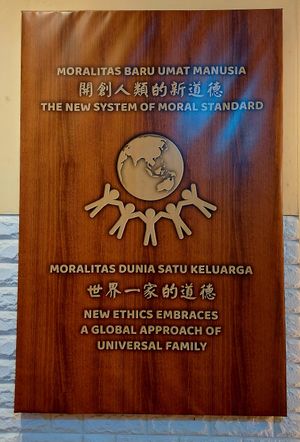 MORALITAS BARU UMAT MANUSIA
開創人類的新道德
THE NEW SYSTEM OF MORAL STANDARD
MORALITAS DUNIA SATU KELUARGA
世界一家的道德
NEW ETHICS EMBRACES
A GLOBAL APPROACH OF
UNIVERSAL FAMILY